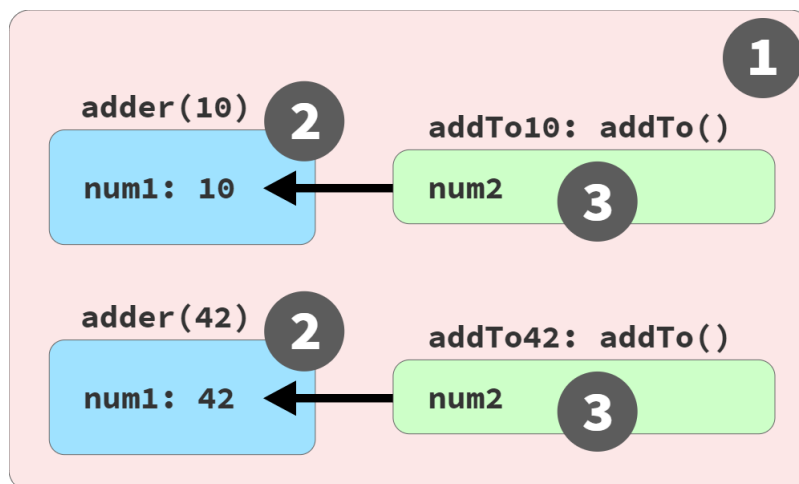 1
adder(10)
2
addTo10: addTo()
num1: 10
num2
3
adder(42)
2
addTo42: addTo()
num1: 42
num2
3